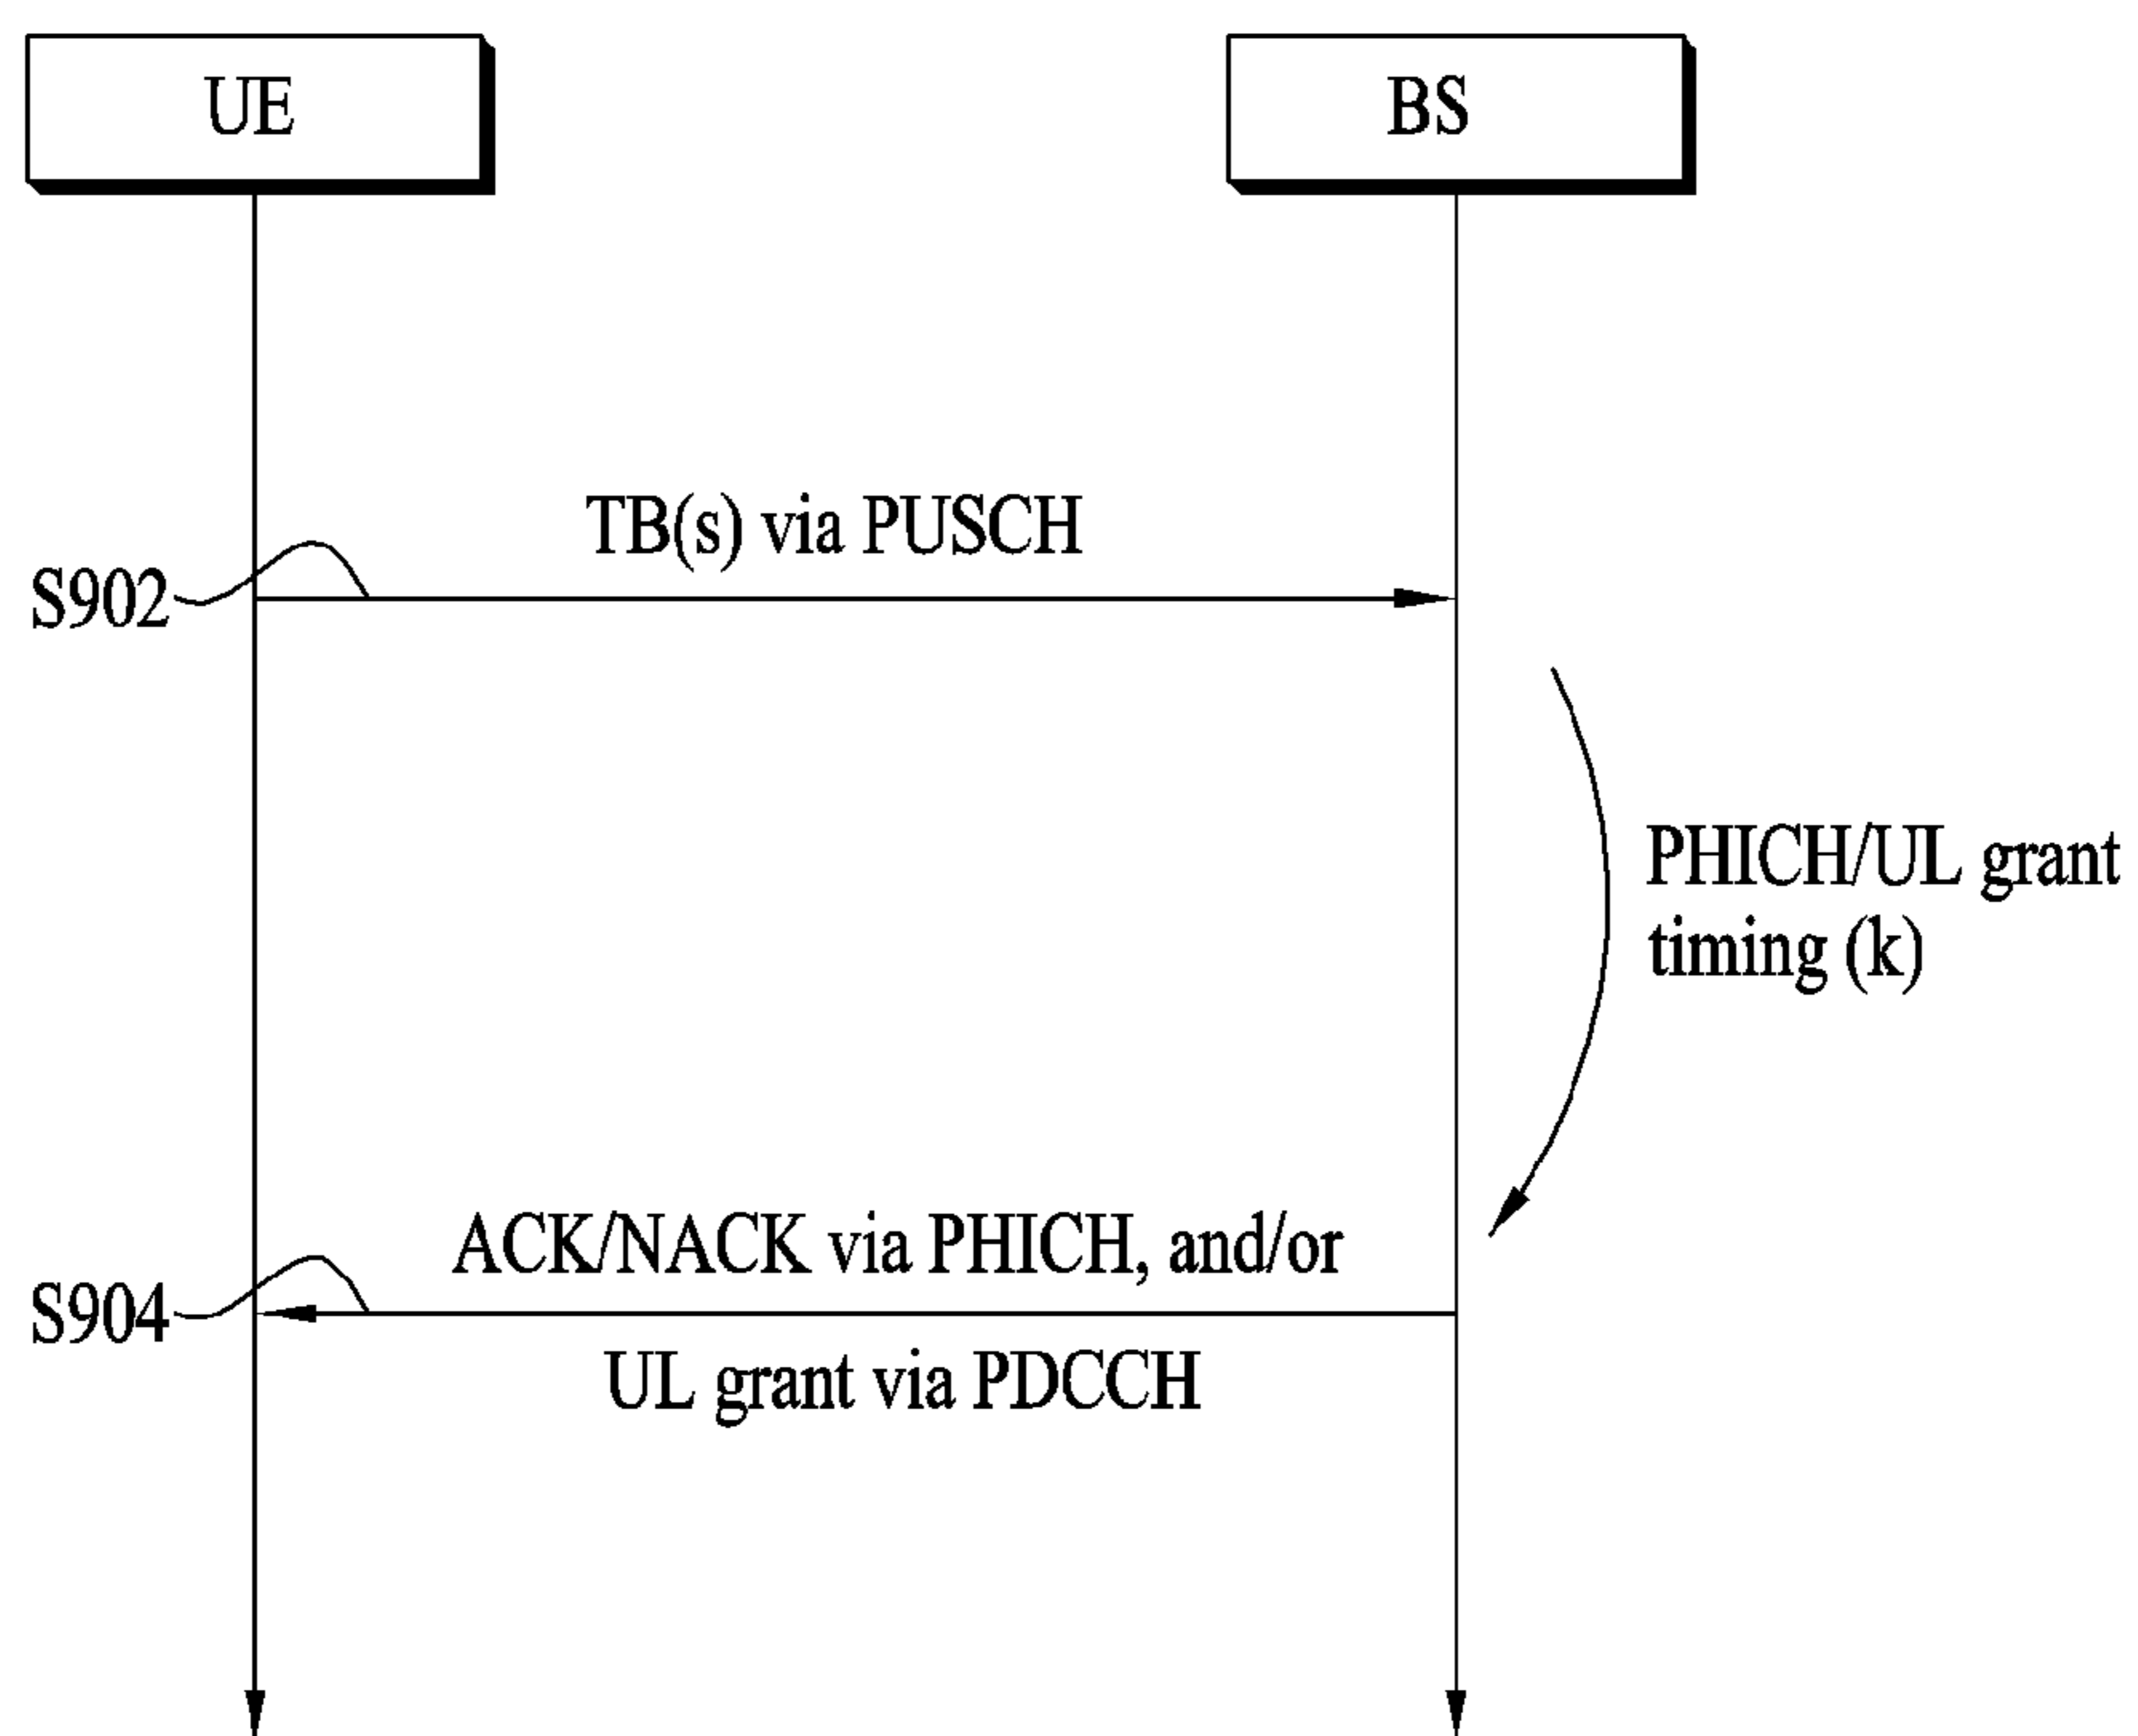 UE
BS
TB(s) via PUSCH
S902
PHICH/UL grant
timing (k)
ACK/NACK via PHICH, and/or
S904
UL grant via PDCCH